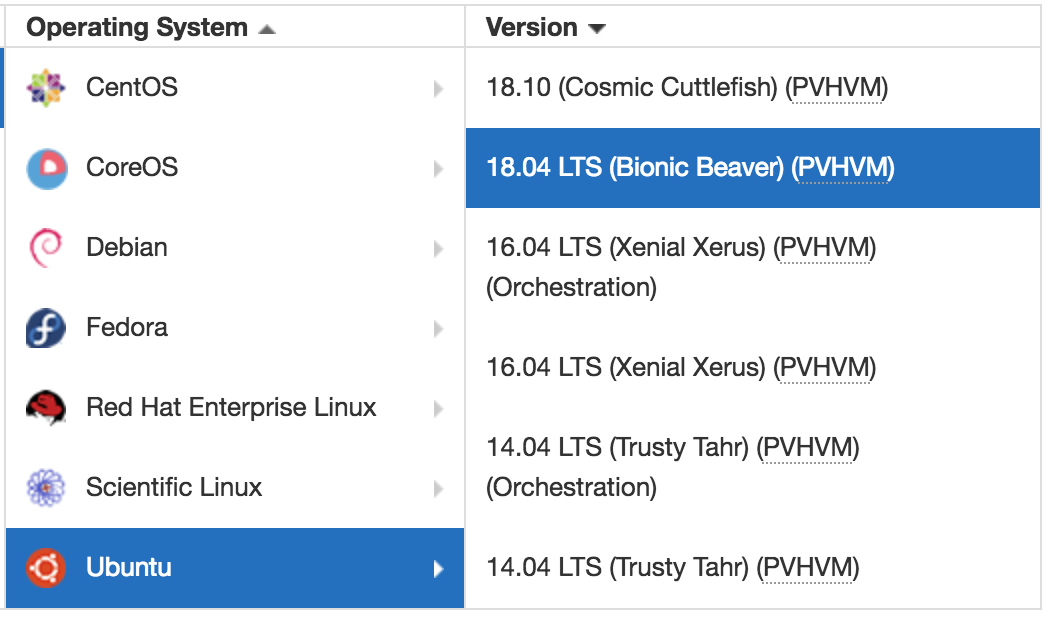 Operating System
CentOS
CoreOS
Debian
Fedora
Red Hat Enterprise Linux
Scientific Linux
Ubuntu
Version
18.10 (Cosmic Cuttlefish) (PVHVM)
18.04 LTS (Bionic Beaver) (PVHVM)
16.04 LTS (Xenial Xerus) (PVHVM)
(Orchestration)
16.04 LTS (Xenial Xerus) (PVHVM)
14.04 LTS (Trusty Tahr) (PVHVM)
(Orchestration)
14.04 LTS (Trusty Tahr) (PVHVM)